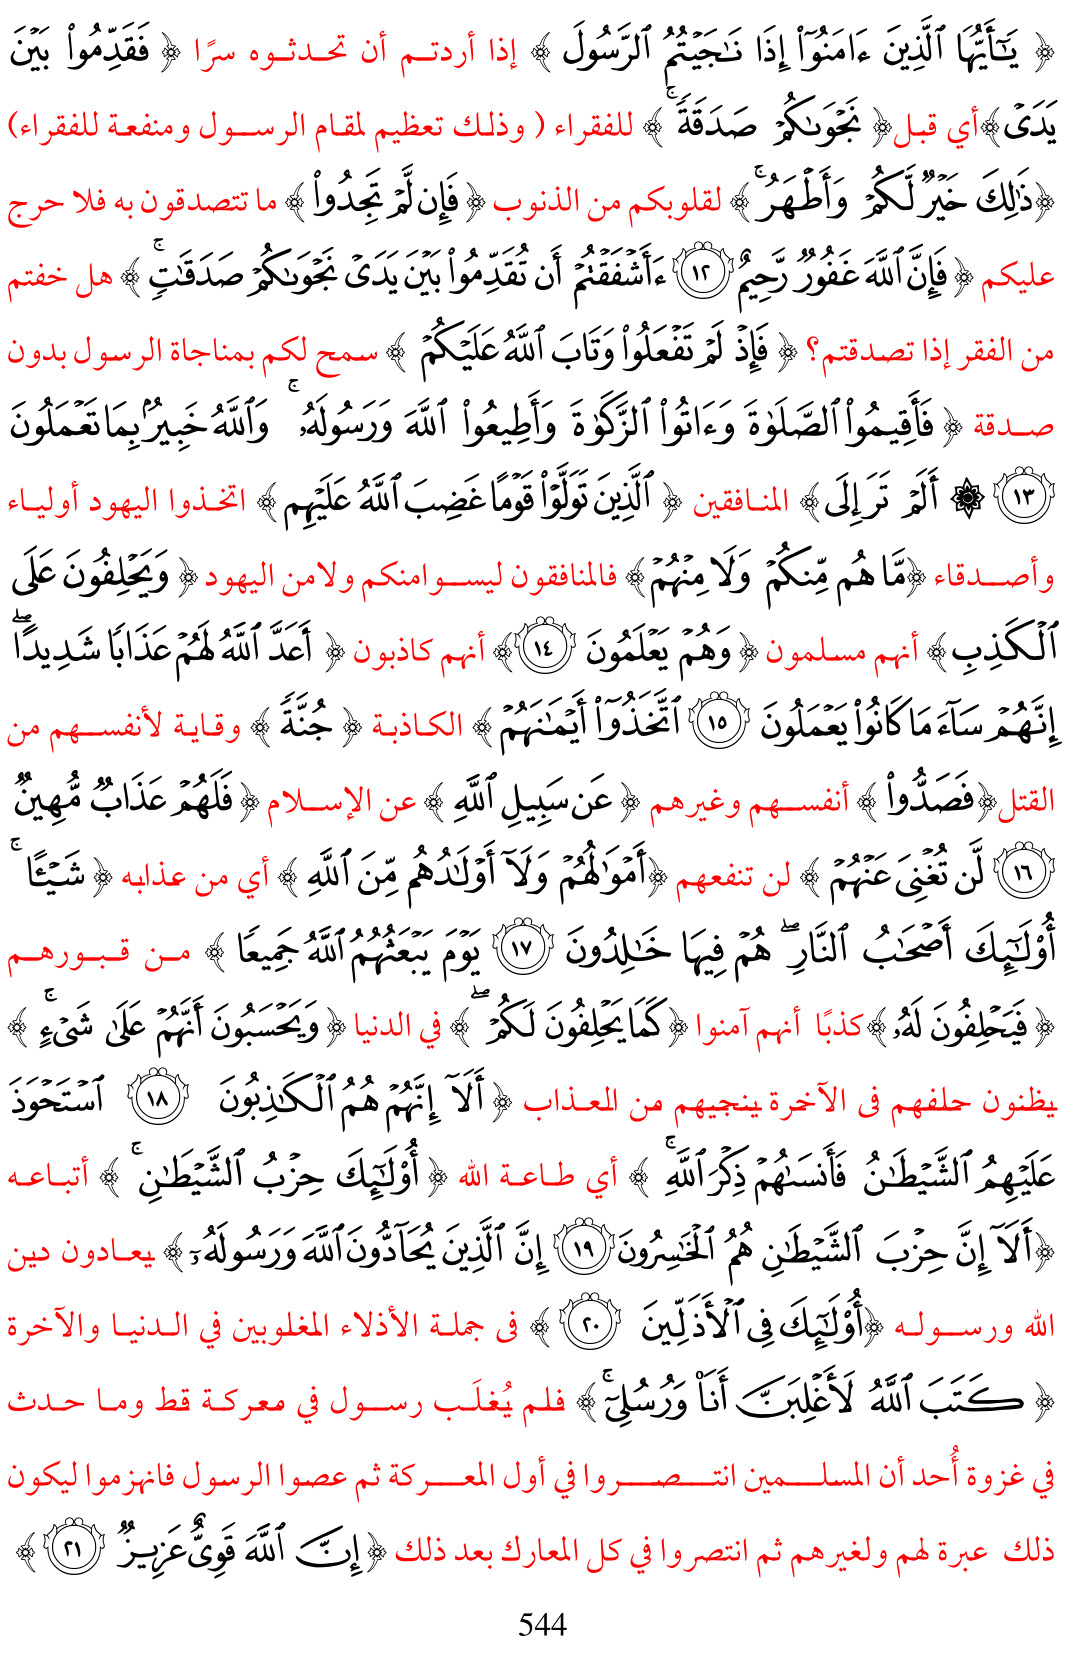 ﴿ يَٰٓأَيُّهَا ٱلَّذِينَ ءَامَنُوٓاْ إِذَا نَٰجَيۡتُمُ ٱلرَّسُولَ ﴾ إذا أردتـم أن تحـدثـوه سرًا ﴿ فَقَدِّمُواْ بَيۡنَ
يَدَىۡ﴾أي قبل﴿ نَجۡوَىٰكُمۡ صَدَقَةٗۚ ﴾ للفقراء ( وذلك تعظيم لمقام الرسول ومنفعة للفقراء)
﴿ذَٰلِكَ خَيۡرٞ لَّكُمۡ وَأَطۡهَرُۚ ﴾ لقلوبكم من الذنوب ﴿ فَإِن لَّمۡ تَجِدُواْ ﴾ ما تتصدقون به فلا حرج
عليكم ﴿ فَإِنَّ ٱللَّهَ غَفُورٞ رَّحِيمٌ ١٢ ءَأَشۡفَقۡتُمۡ أَن تُقَدِّمُواْ بَيۡنَ يَدَىۡ نَجۡوَىٰكُمۡ صَدَقَٰتٖۚ ﴾ هل خفتم
من الفقر إذا تصدقتم؟ ﴿ فَإِذۡ لَمۡ تَفۡعَلُواْ وَتَابَ ٱللَّهُ عَلَيۡكُمۡ ﴾ سمح لكم بمناجاة الرسول بدون
صدقة ﴿ فَأَقِيمُواْ ٱلصَّلَوٰةَ وَءَاتُواْ ٱلزَّكَوٰةَ وَأَطِيعُواْ ٱللَّهَ وَرَسُولَهُۥۚ وَٱللَّهُ خَبِيرُۢ بِمَا تَعۡمَلُونَ
١٣ ۞ أَلَمۡ تَرَ إِلَى﴾ المنافقين ﴿ ٱلَّذِينَ تَوَلَّوۡاْ قَوۡمًا غَضِبَ ٱللَّهُ عَلَيۡهِم ﴾ اتخذوا اليهود أولياء
وأصدقاء ﴿مَّا هُم مِّنكُمۡ وَلَا مِنۡهُمۡ﴾ فالمنافقون ليسوا منكم ولا من اليهود ﴿ وَيَحۡلِفُونَ عَلَى
ٱلۡكَذِبِ﴾ أنهم مسلمون ﴿ وَهُمۡ يَعۡلَمُونَ ١٤ ﴾ أنهم كاذبون ﴿ أَعَدَّ ٱللَّهُ لَهُمۡ عَذَابٗا شَدِيدًاۖ
إِنَّهُمۡ سَآءَ مَا كَانُواْ يَعۡمَلُونَ ١٥ ٱتَّخَذُوٓاْ أَيۡمَٰنَهُمۡ ﴾ الكاذبة ﴿ جُنَّةٗ ﴾ وقاية لأنفسهم من
القتل﴿فَصَدُّواْ ﴾ أنفسهم وغيرهم ﴿ عَن سَبِيلِ ٱللَّهِ ﴾ عن الإسلام ﴿ فَلَهُمۡ عَذَابٞ مُّهِينٞ
١٦ لَّن تُغۡنِىَ عَنۡهُمۡ ﴾ لن تنفعهم ﴿أَمۡوَٰلُهُمۡ وَلَآ أَوۡلَٰدُهُم مِّنَ ٱللَّهِ ﴾ أي من عذابه ﴿ شَيۡـًٔاۚ
أُوْلَٰٓئِكَ أَصۡحَٰبُ ٱلنَّارِۖ هُمۡ فِيهَا خَٰلِدُونَ ١٧ يَوۡمَ يَبۡعَثُهُمُ ٱللَّهُ جَمِيعٗا ﴾ من قبورهم
﴿ فَيَحۡلِفُونَ لَهُۥ ﴾كذبًا أنهم آمنوا ﴿كَمَا يَحۡلِفُونَ لَكُمۡۖ ﴾ في الدنيا ﴿ وَيَحۡسَبُونَ أَنَّهُمۡ عَلَىٰ شَىۡءٍۚ ﴾
يظنون حلفهم فى الآخرة ينجيهم من العذاب ﴿ أَلَآ إِنَّهُمۡ هُمُ ٱلۡكَٰذِبُونَ ١٨ ٱسۡتَحۡوَذَ
عَلَيۡهِمُ ٱلشَّيۡطَٰنُ فَأَنسَىٰهُمۡ ذِكۡرَ ٱللَّهِۚ ﴾ أي طاعة الله ﴿ أُوْلَٰٓئِكَ حِزۡبُ ٱلشَّيۡطَٰنِۚ ﴾ أتباعه
﴿أَلَآ إِنَّ حِزۡبَ ٱلشَّيۡطَٰنِ هُمُ ٱلۡخَٰسِرُونَ ١٩ إِنَّ ٱلَّذِينَ يُحَآدُّونَ ٱللَّهَ وَرَسُولَهُۥٓ ﴾ يعادون دين
الله ورسوله ﴿أُوْلَٰٓئِكَ فِى ٱلۡأَذَلِّينَ ٢٠ ﴾ فى جملة الأذلاء المغلوبين في الدنيا والآخرة
﴿ كَتَبَ ٱللَّهُ لَأَغۡلِبَنَّ أَنَا۠ وَرُسُلِىٓۚ ﴾ فلم يُغلَب رسول في معركة قط وما حدث
في غزوة أُحد أن المسلمين انتصروا في أول المعركة ثم عصوا الرسول فانهزموا ليكون
ذلك عبرة لهم ولغيرهم ثم انتصروا في كل المعارك بعد ذلك ﴿ إِنَّ ٱللَّهَ قَوِىٌّ عَزِيزٞ ٢١ ﴾
544